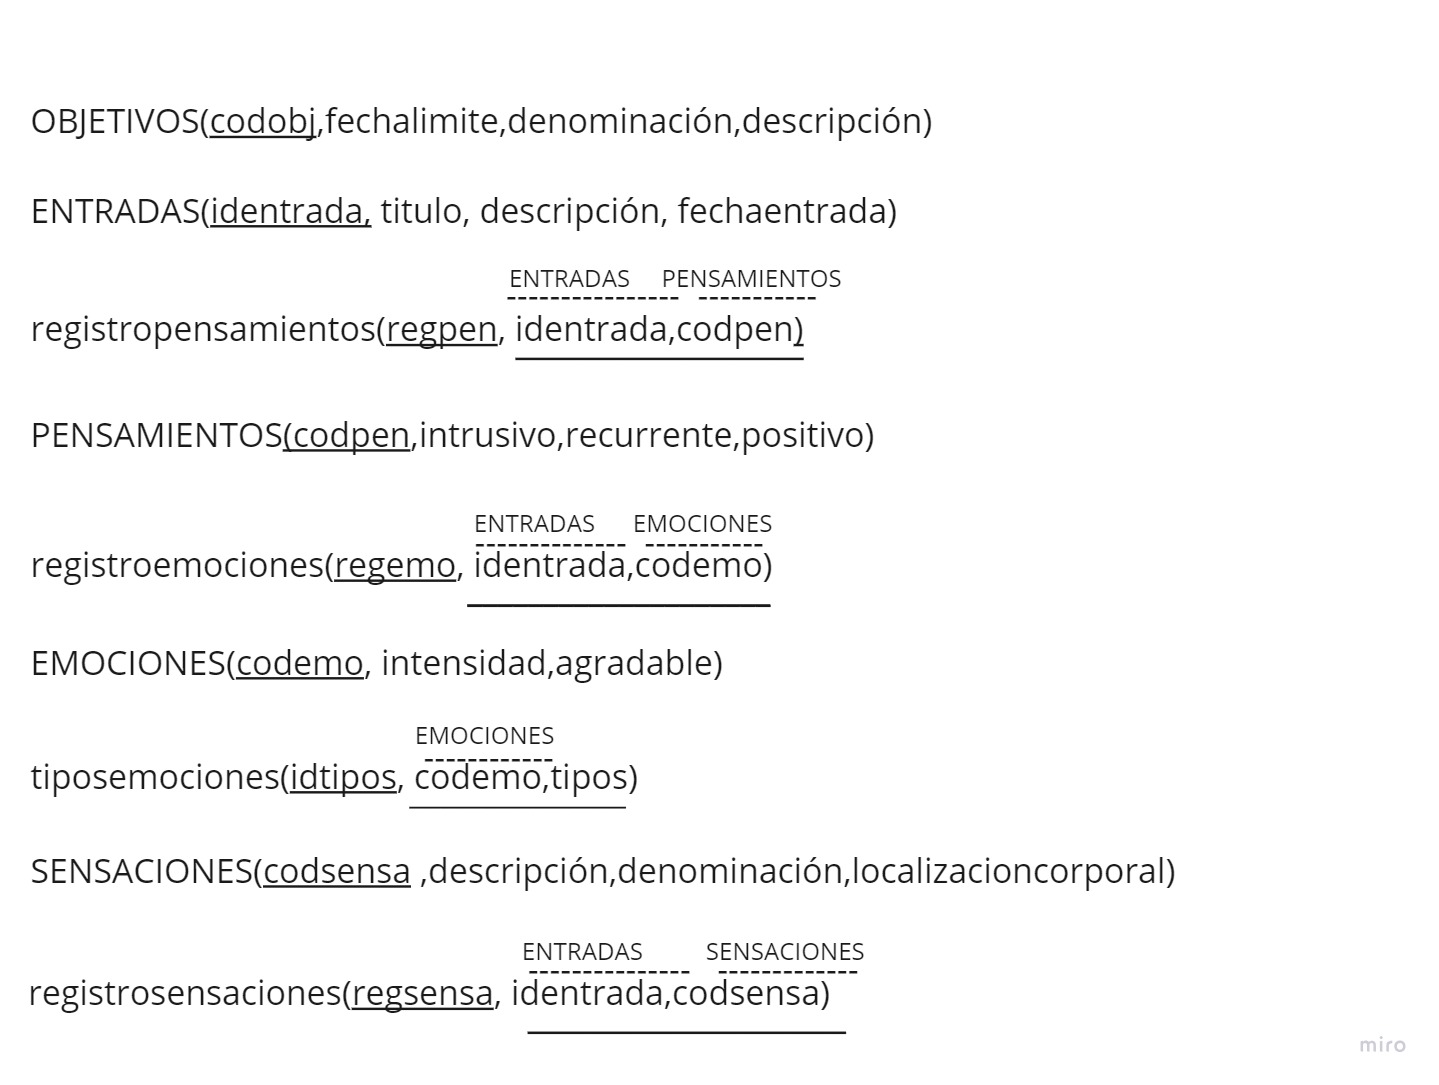 OBJETIVOS(codobj,fechalimite,denominación,descripción)
ENTRADAS(identrada, titulo, descripción, fechaentrada)
ENTRADAS PENSAMIENTOS
registropensamientos(regpen, identrada,codpen)
PENSAMIENTOS(codpen,intrusivo,recurrente,positivo)
ENTRADAS EMOCIONES
registroemociones(regemo, identrada,codemo)
EMOCIONES(codemo, intensidad,agradable)
EMOCIONES
tiposemociones(idtipos, codemo,tipos)
SENSACIONES(codsensa ,descripción,denominación,localizacioncorporal)
ENTRADAS SENSACIONES
registrosensaciones(regsensa, identrada,codsensa)
miro